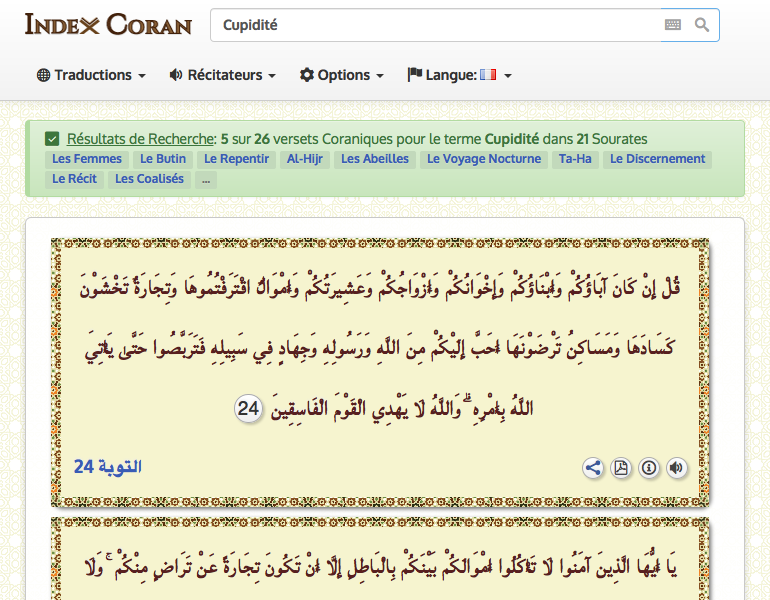 INDEX CORAN
Cupidité
Traductions Récitateurs Options Langue:
Résultats de Recherche: 5 sur 26 versets Coraniques pour le terme Cupidité dans 21 Sourates
Les Femmes Le Butin Le Repentir Al-Hijr Les Abeilles Le Voyage Nocturne Ta-Ha Le Discernement
Le Récit Les Coalisés ...
قُلْ إِنْ كَانَ آبَاؤُكُمْ وَأَبْنَاؤُكُمْ وَإِخْوَانُكُمْ وَأَزْوَاجُكُمْ وَعَشِيرَتُكُمْ وَأَمْوَالٌ اقْتَرَفْتُمُوهَا وَتِجَارَةٌ تَخْشَوْنَ
كَسَادَهَا وَمَسَاكِنُ تَرْضَوْنَهَا أَحَبَّ إِلَيْكُمْ مِنَ اللَّهِ وَرَسُولِهِ وَجِهَادٍ فِي سَبِيلِهِ فَتَرَبَّصُوا حَتَّىٰ يَأْتِيَ
اللَّهُ بِأَمْرِهِ ۗ وَاللَّهُ لَا يَهْدِي الْقَوْمَ الْفَاسِقِينَ 24
التوبة 24
يَا أَيُّهَا الَّذِينَ آمَنُوا لَا تَأْكُلُوا أَمْوَالَكُمْ بَيْنَكُمْ بِالْبَاطِلِ إِلَّا أَنْ تَكُونَ تِجَارَةً عَنْ تَرَاضٍ مِنْكُمْ ۚ وَلَا